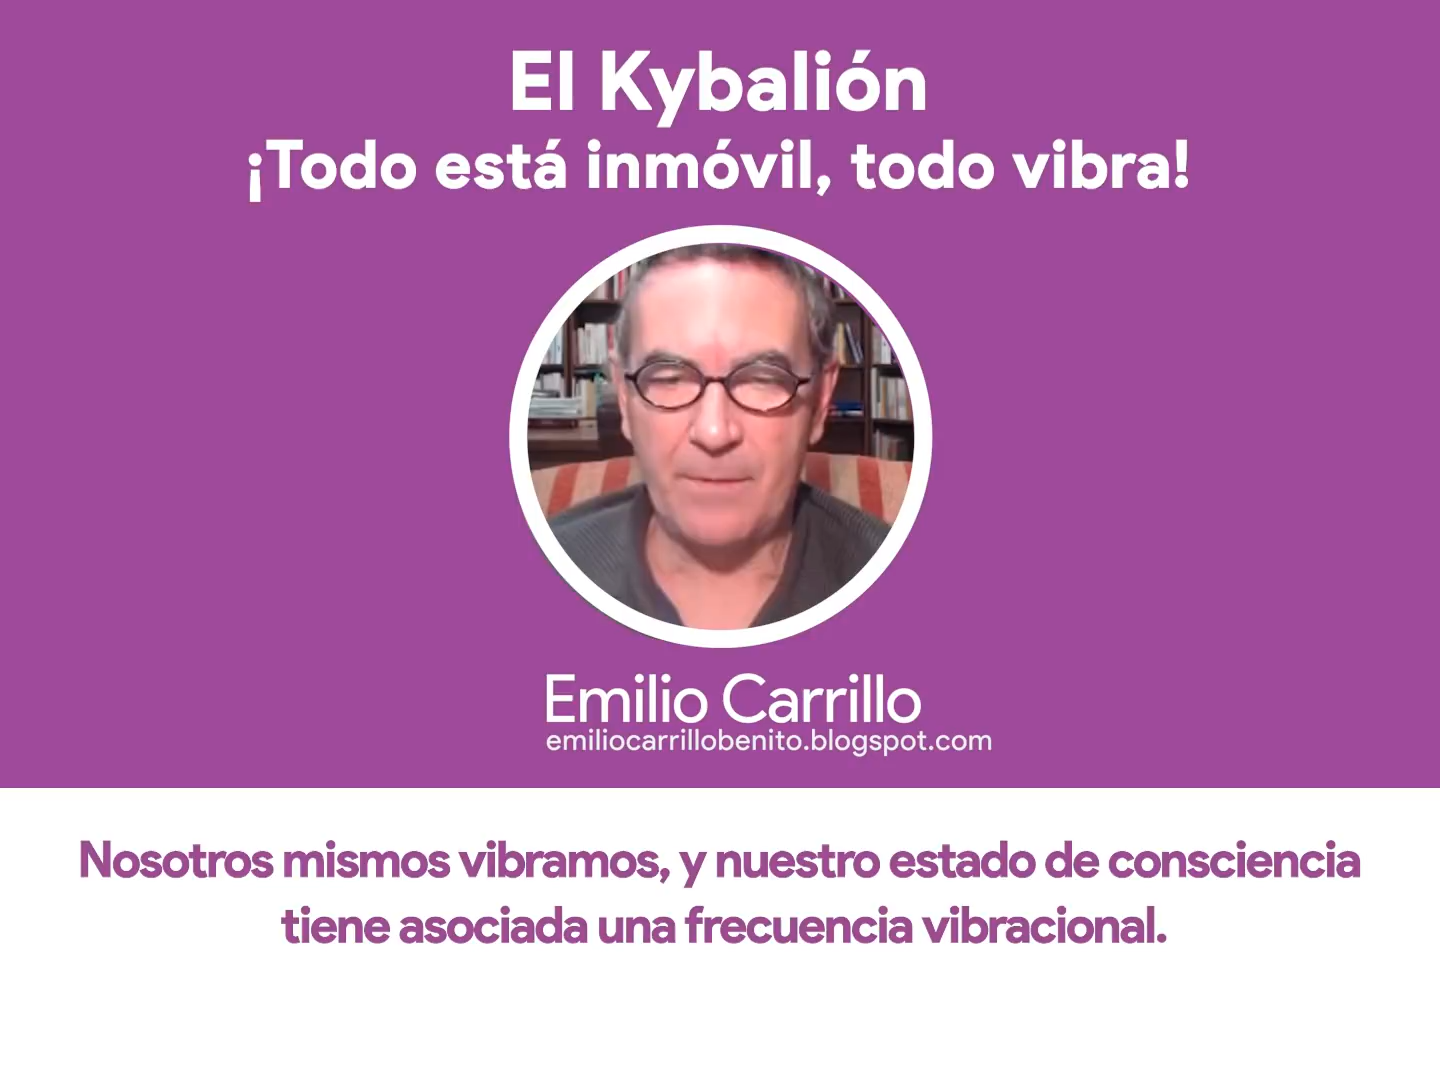 El Kybalión
¡Todo está inmóvil, todo vibra!
Emilio Carrillo
emiliocarrillobenito.blogspot.com
Nosotros mismos vibramos, y nuestro estado de consciencia
tiene asociada una frecuencia vibracional.